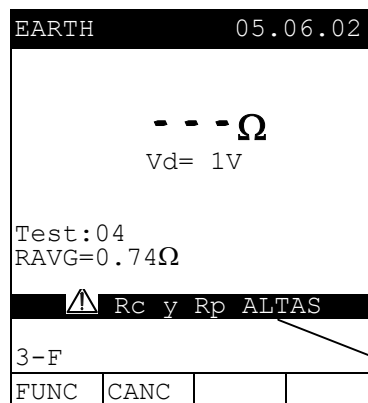 EARTH 05.06.02
- - - Ω
Vd= 1V
Test:04
RAVG=0.74Ω
⚠ Rc y Rp ALTAS
3-F
FUNC CANC